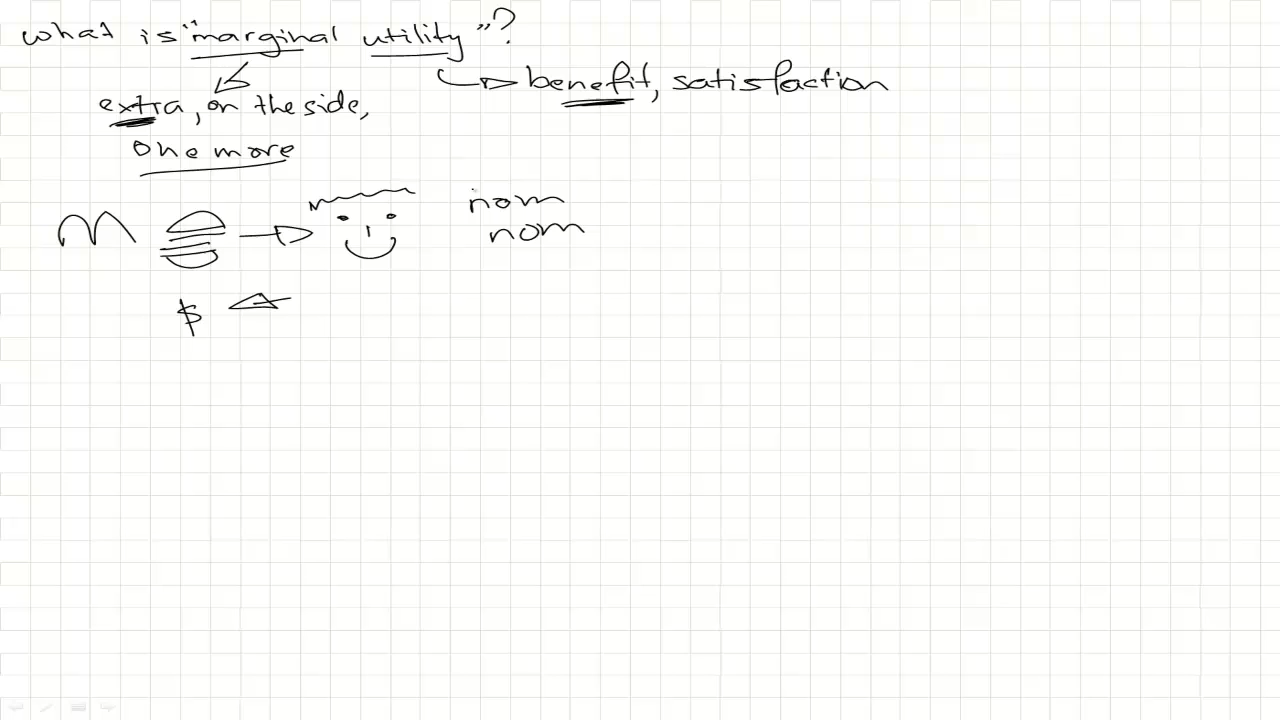 what is "marginal utility"?
benefit, satisfaction
extra, on the side,
one more
M
nom
nom
$